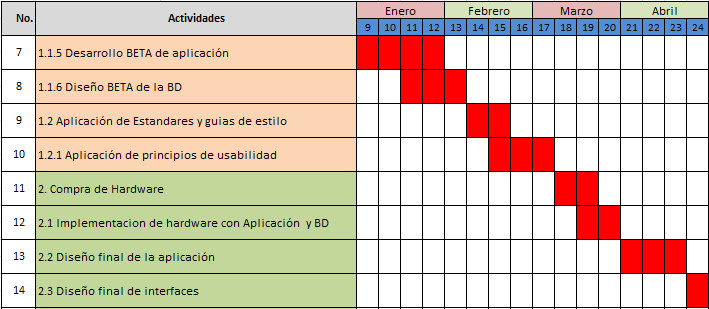 No. Actividades Enero Febrero Marzo Abril
9 10 11 12 13 14 15 16 17 18 19 20 21 22 23 24
7 1.1.5 Desarrollo BETA de aplicación
8 1.1.6 Diseño BETA de la BD
9 1.2 Aplicación de Estandares y guias de estilo
10 1.2.1 Aplicación de principios de usabilidad
11 2. Compra de Hardware
12 2.1 Implementacion de hardware con Aplicación y BD
13 2.2 Diseño final de la aplicación
14 2.3 Diseño final de interfaces